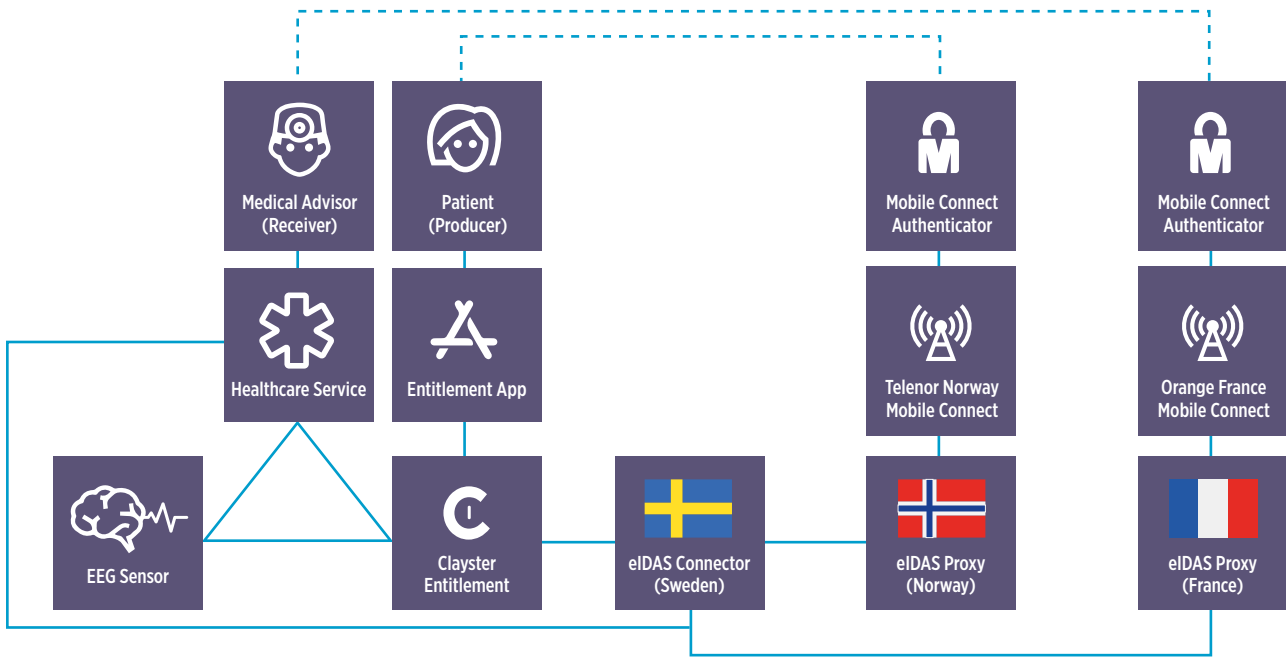 Medical Advisor
(Receiver)
Patient
(Producer)
Mobile Connect
Authenticator
Mobile Connect
Authenticator
Healthcare Service
Entitlement App
Telenor Norway
Mobile Connect
Orange France
Mobile Connect
EEG Sensor
Clayster
Entitlement
eIDAS Connector
(Sweden)
eIDAS Proxy
(Norway)
eIDAS Proxy
(France)